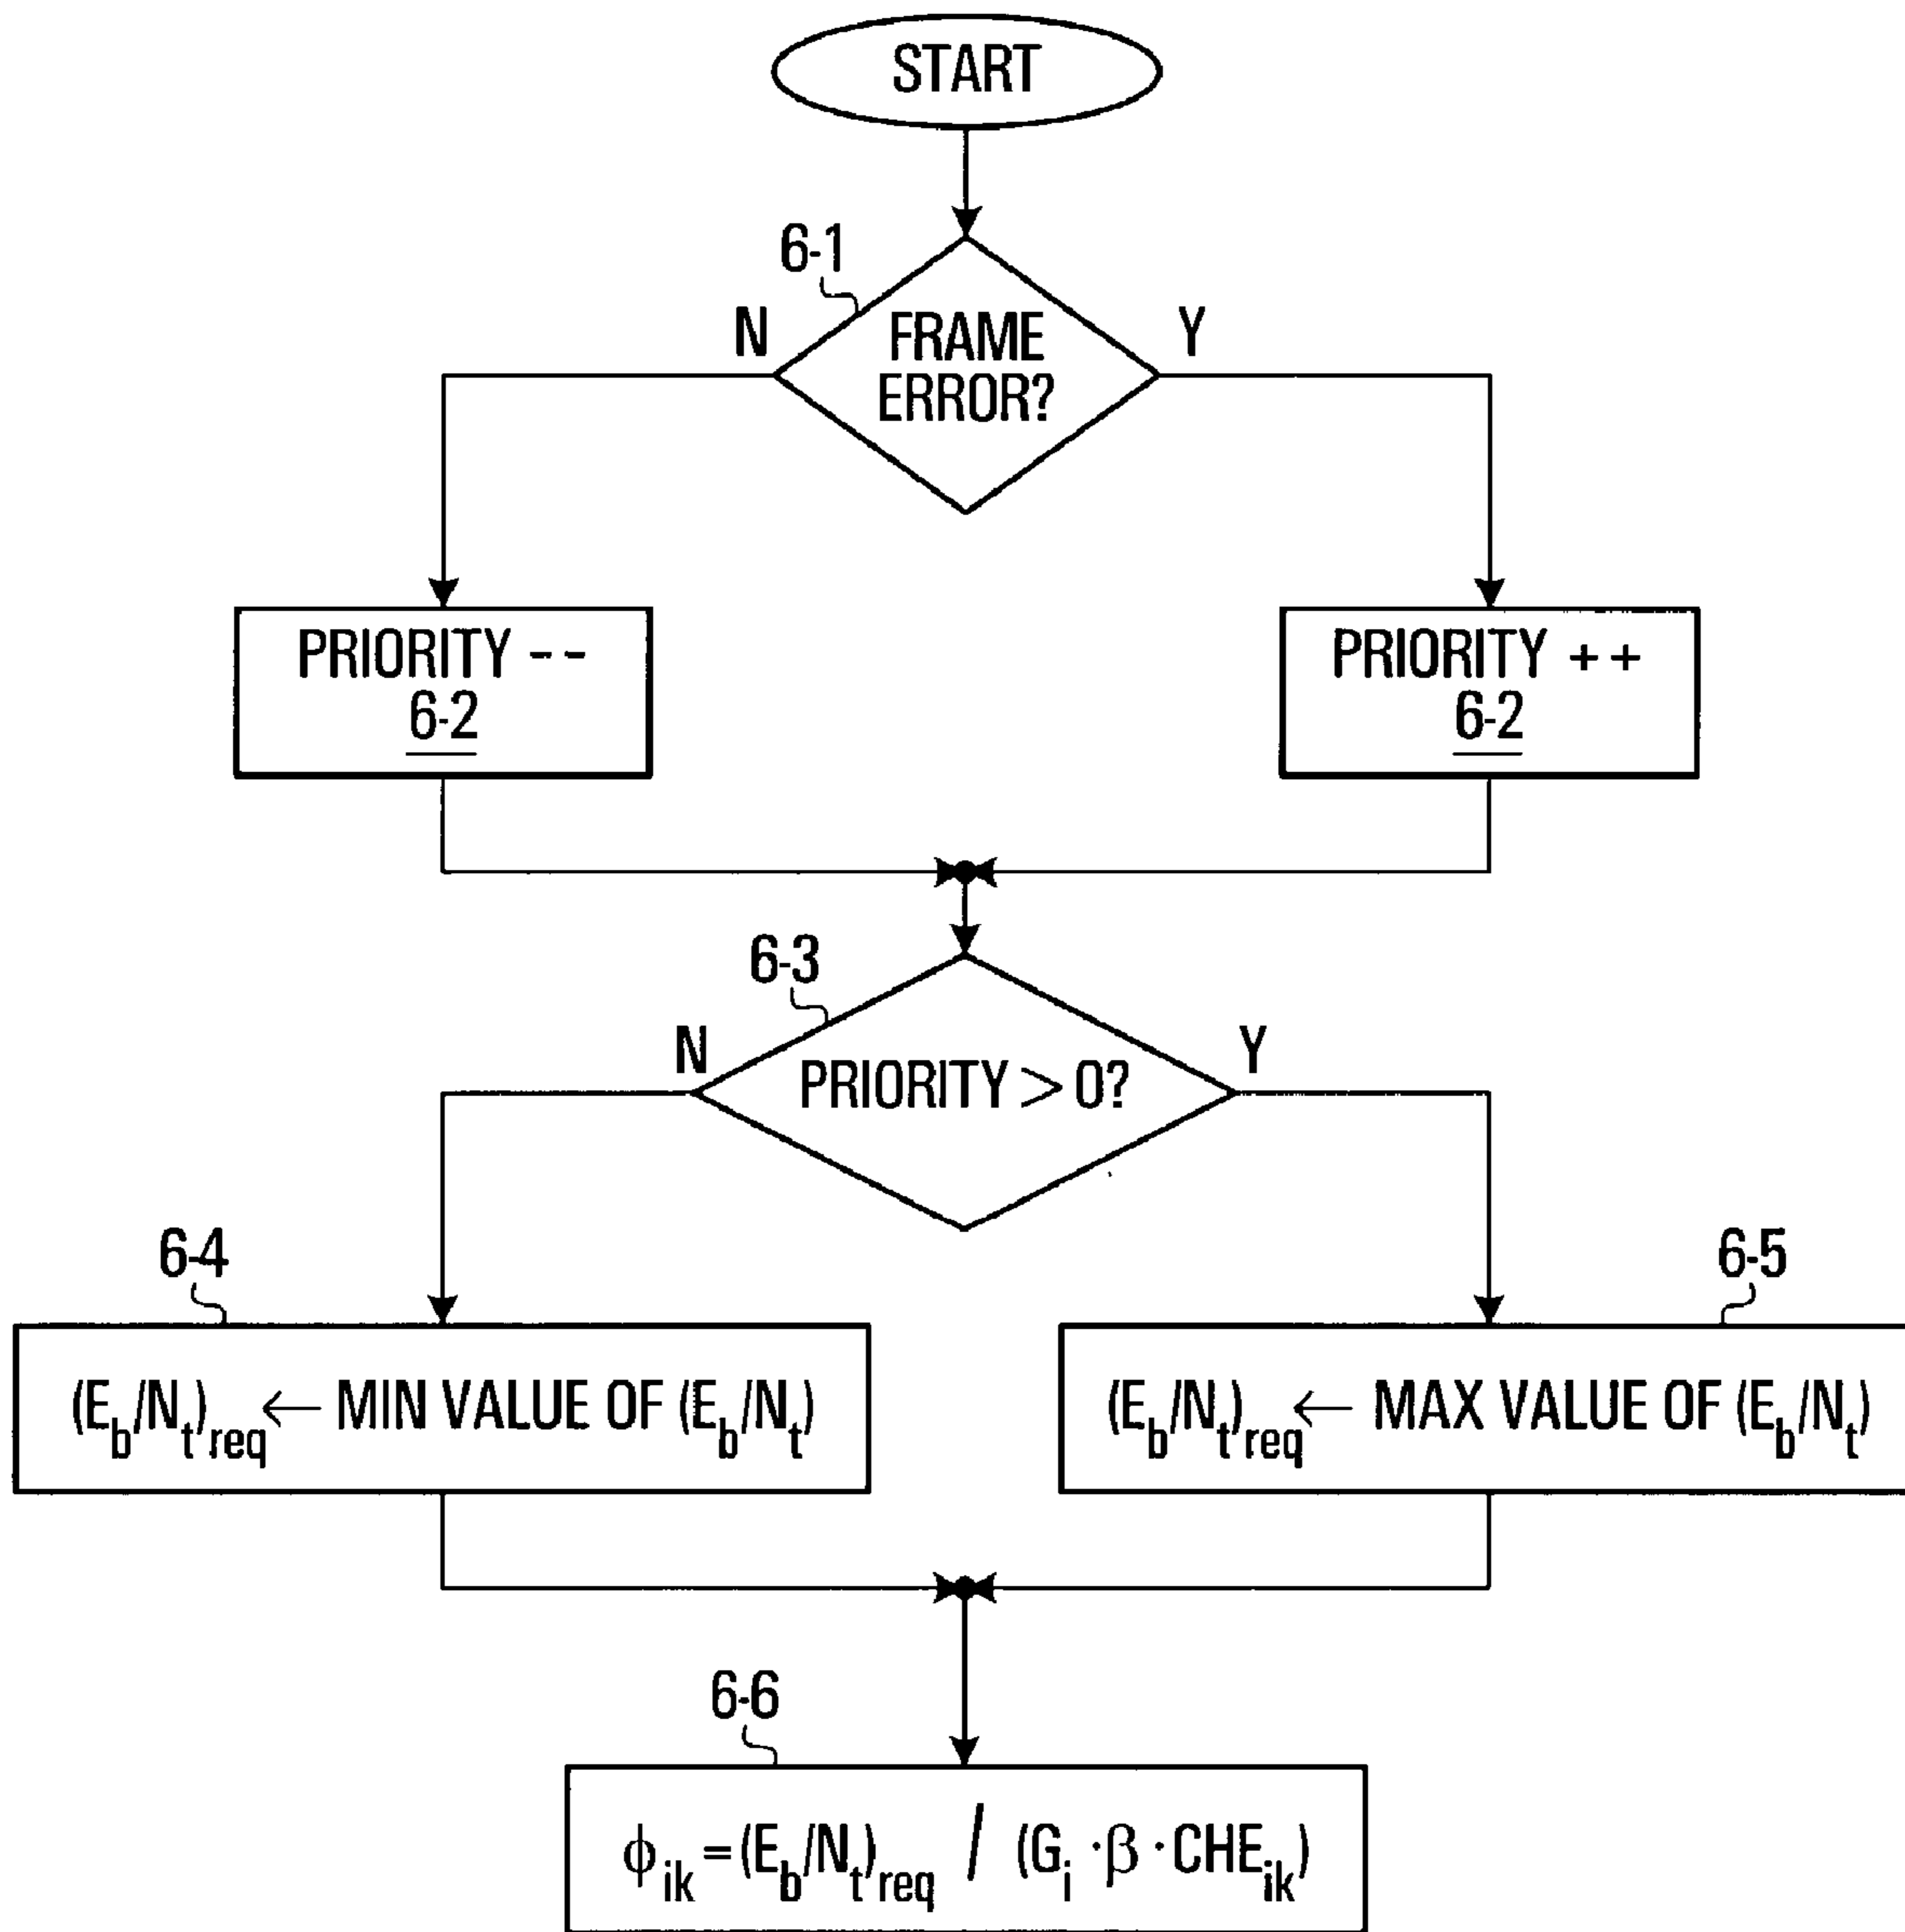 START
6-1
N
Y
FRAME
ERROR?
PRIORITY --
6-2
PRIORITY ++
6-2
6-3
N
Y
PRIORITY > 0?
6-4
6-5
(E_b/N_t)_req ← MIN VALUE OF (E_b/N_t)
(E_b/N_t)_req ← MAX VALUE OF (E_b/N_t)
6-6
ϕ_ik = (E_b/N_t)_req / (G_i · β · CHE_ik)